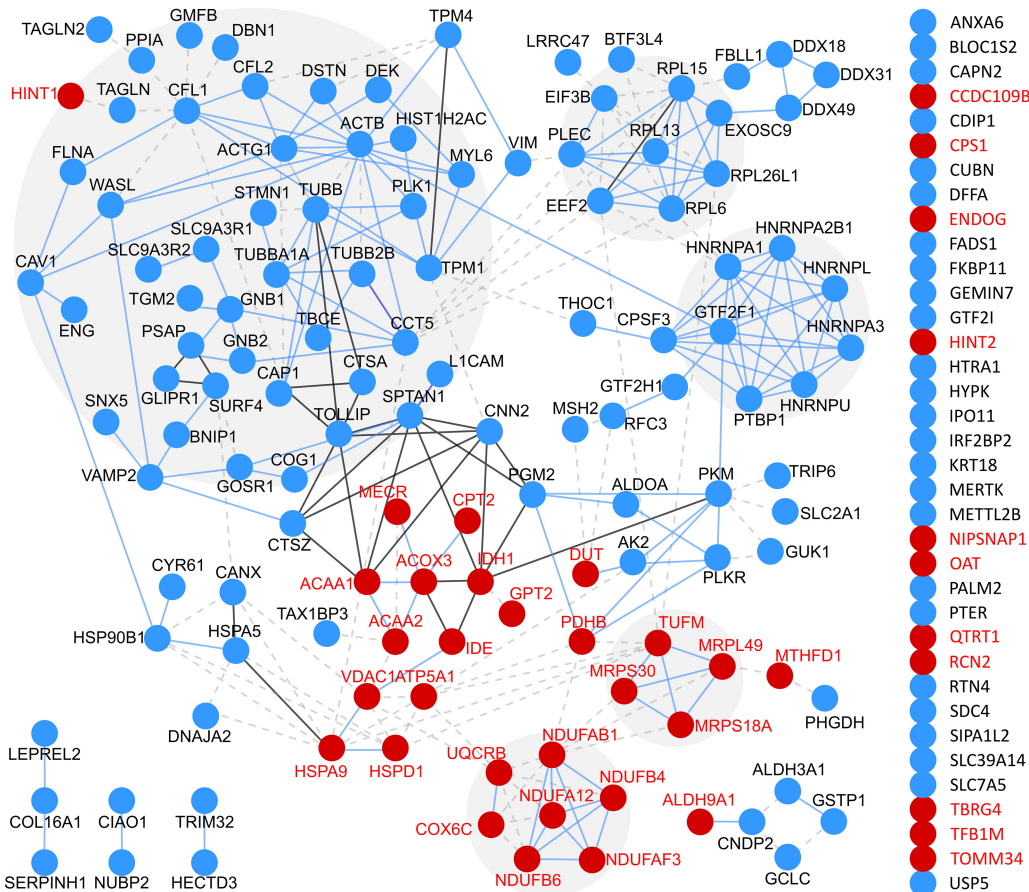 TAGLN2
GMFB
TPM4
PPIA
DBN1
LRRC47
BTF3L4
DDX18
FBLL1
CFL2
DSTN
DEK
RPL15
DDX31
HINT1
TAGLN
CFL1
EIF3B
DDX49
ACTB
HIST1H2AC
EXOSC9
FLNA
ACTG1
VIM
PLEC
RPL13
MYL6
WASL
STMN1
TUBB
PLK1
RPL26L1
EEF2
RPL6
SLC9A3R1
SLC9A3R2
HNRNPA2B1
HNRNPA1
CAV1
TUBBA1A
TUBB2B
TPM1
HNRNPL
TGM2
GNB1
THOC1
CPSF3
GTF2F1
ENG
TBCE
HNRNPA3
PSAP
GNB2
CCT5
CTSA
L1CAM
CAP1
GTF2H1
HNRNPU
GLIPR1
SURF4
SPTAN1
SNX5
TOLLIP
CNN2
MSH2
RFC3
PTBP1
BNIP1
COG1
VAMP2
GOSR1
PGM2
ALDOA
PKM
TRIP6
MECR
CPT2
SLC2A1
CTSZ
AK2
GUK1
ACOX3
IDH1
DUT
PLKR
CYR61
CANX
ACAA1
GPT2
TAX1BP3
HSP90B1
HSPA5
ACAA2
IDE
PDHB
TUFM
MRPL49
MTHFD1
MRPS30
VDAC1
ATP5A1
PHGDH
MRPS18A
DNAJA2
HSPA9
HSPD1
UQCRB
NDUFAB1
LEPREL2
NDUFB4
ALDH3A1
NDUFA12
ALDH9A1
GSTP1
COL16A1
CIAO1
TRIM32
COX6C
CNDP2
NDUFAF3
SERPINH1
NUBP2
HECTD3
NDUFB6
GCLC
ANXA6
BLOC1S2
CAPN2
CCDC109B
CDIP1
CPS1
CUBN
DFFA
ENDOG
FADS1
FKBP11
GEMIN7
GTF2I
HINT2
HTRA1
HYPK
IPO11
IRF2BP2
KRT18
MERTK
METTL2B
NIPSNAP1
OAT
PALM2
PTER
QTRT1
RCN2
RTN4
SDC4
SIPA1L2
SLC39A14
SLC7A5
TBRG4
TFB1M
TOMM34
USP5